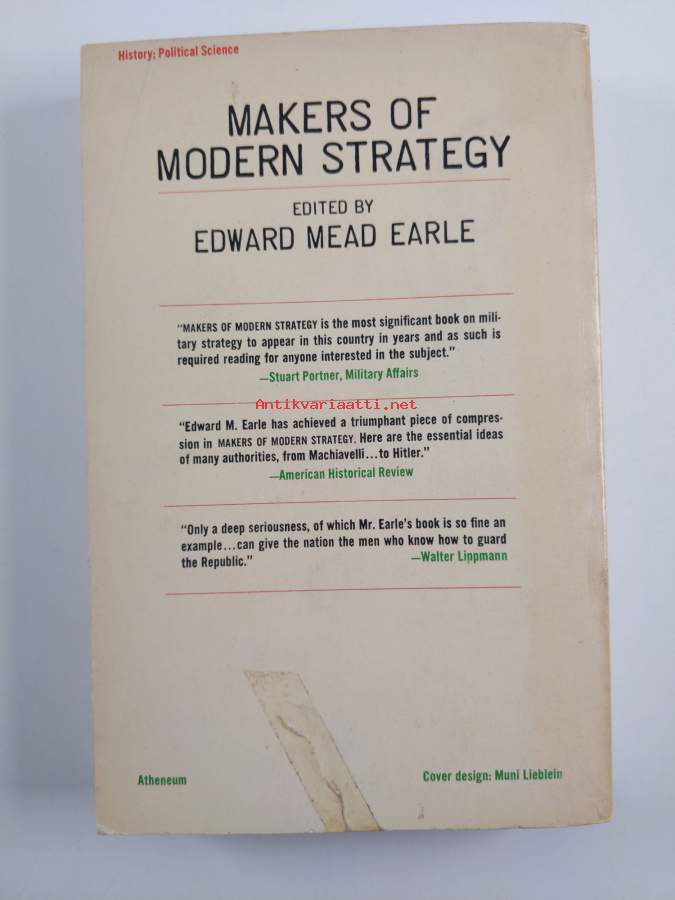 History; Political Science
MAKERS OF
MODERN STRATEGY
EDITED BY
EDWARD MEAD EARLE
"MAKERS OF MODERN STRATEGY is the most significant book on mili-
tary strategy to appear in this country in years and as such is
required reading for anyone interested in the subject."
—Stuart Portner, Military Affairs
Antikvariaatti.net
"Edward M. Earle has achieved a triumphant piece of compres-
sion in MAKERS OF MODERN STRATEGY. Here are the essential ideas
of many authorities, from Machiavelli...to Hitler."
—American Historical Review
"Only a deep seriousness, of which Mr. Earle's book is so fine an
example...can give the nation the men who know how to guard
the Republic." —Walter Lippmann
Atheneum
Cover design: Muni Lieblein